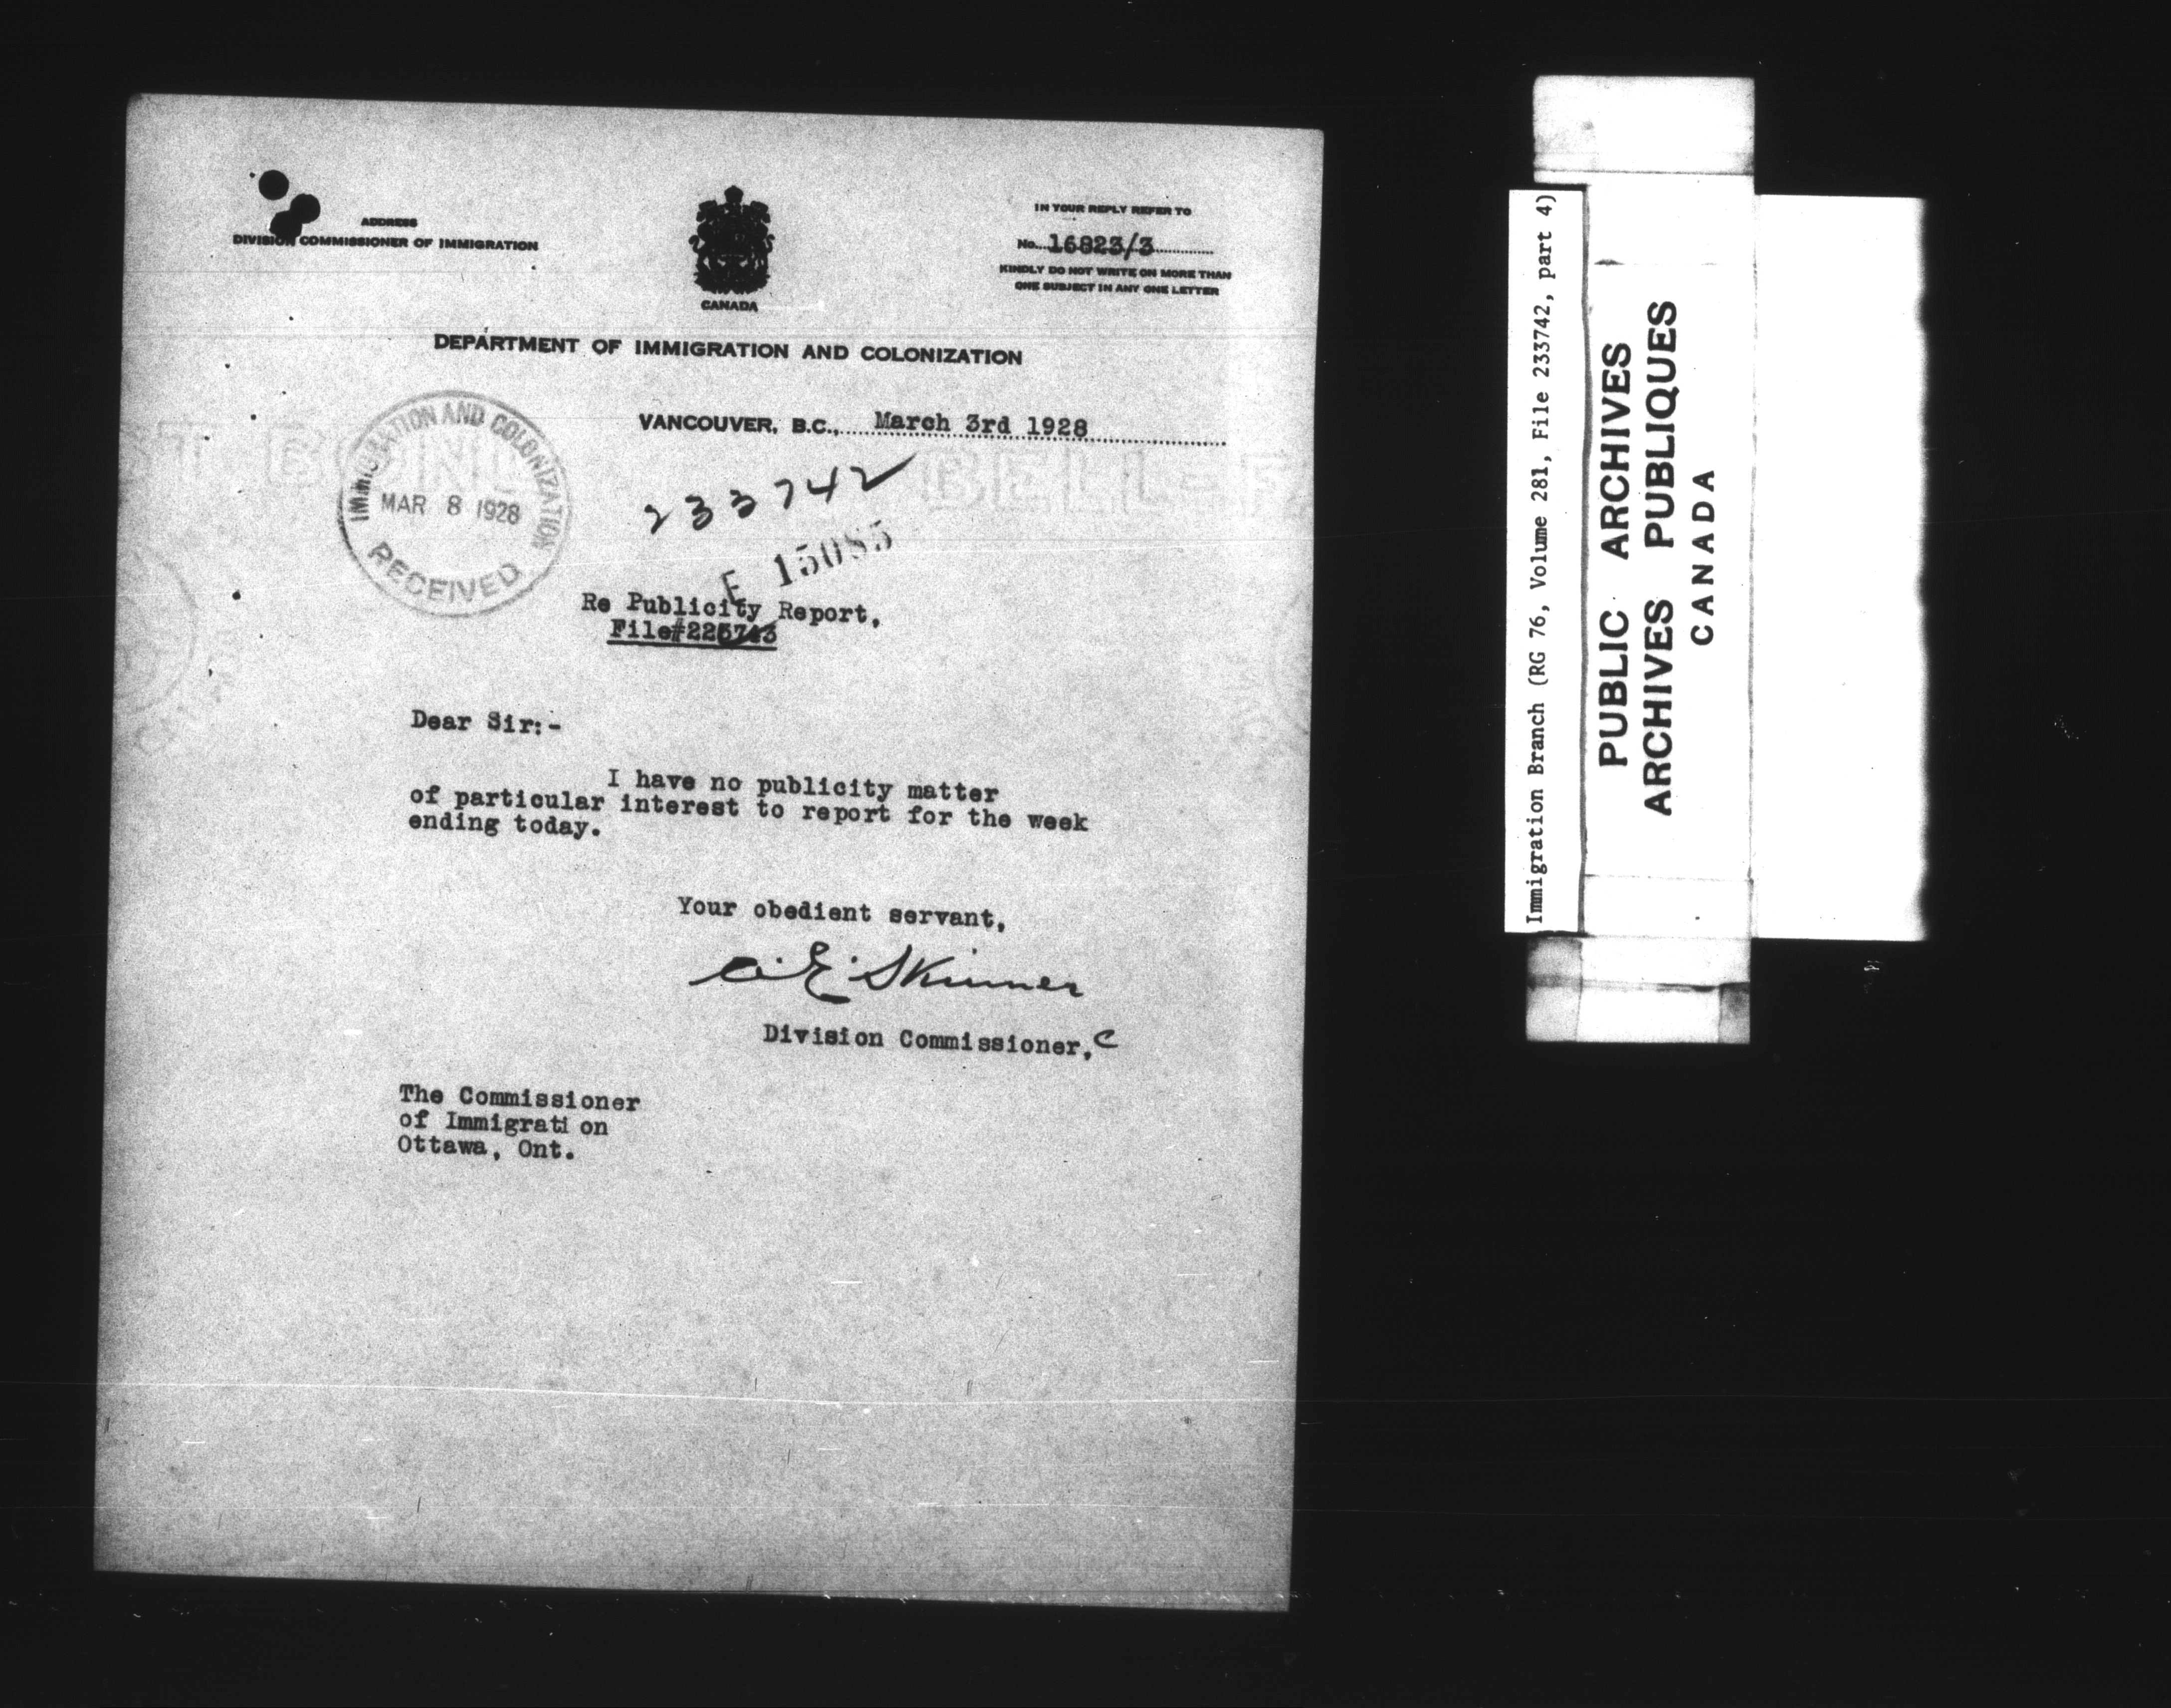 ADDRESS
DIVISION COMMISSIONER OF IMMIGRATION
CANADA
IN YOUR REPLY REFER TO
No. 16823/3
KINDLY DO NOT WRITE ON MORE THAN
ONE SUBJECT IN ANY ONE LETTER
DEPARTMENT OF IMMIGRATION AND COLONIZATION
VANCOUVER, B.C., March 3rd 1928
IMMIGRATION AND COLONIZATION
MAR 8 1928
RECEIVED
233742
E 15085
Re Publicity Report,
File#
Dear Sir:-
I have no publicity matter
of particular interest to report for the week
ending today.
Your obedient servant,
Skinner
Division Commissioner,
The Commissioner
of Immigration
Ottawa, Ont.
Immigration Branch (RG 76, Volume 281, File 233742, part 4)
PUBLIC ARCHIVES
ARCHIVES PUBLIQUES
CANADA